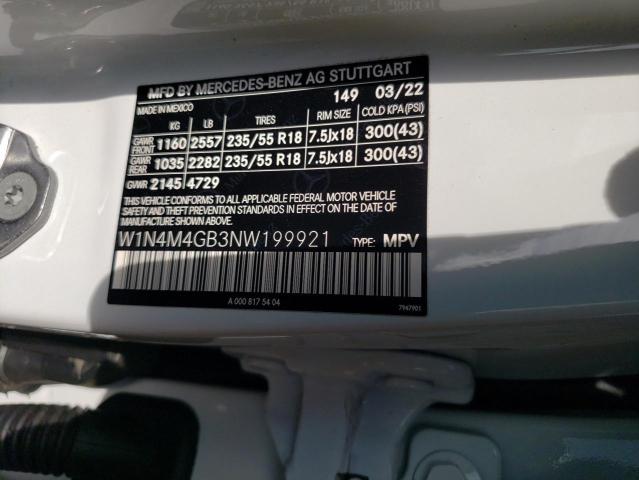 MFD BY MERCEDES-BENZ AG STUTTGART
MADE IN MEXICO 149 03/22
KG LB TIRES RIM SIZE COLD KPA (PSI)
GAWR FRONT 1160 2557 235/55 R18 7.5Jx18 300(43)
GAWR REAR 1035 2282 235/55 R18 7.5Jx18 300(43)
GVWR 2145 4729
THIS VEHICLE CONFORMS TO ALL APPLICABLE FEDERAL MOTOR VEHICLE
SAFETY AND THEFT PREVENTION STANDARDS IN EFFECT ON THE DATE
OF MANUFACTURE SHOWN ABOVE.
W1N4M4GB3NW199921 TYPE: MPV
A 000 817 54 04 7947901